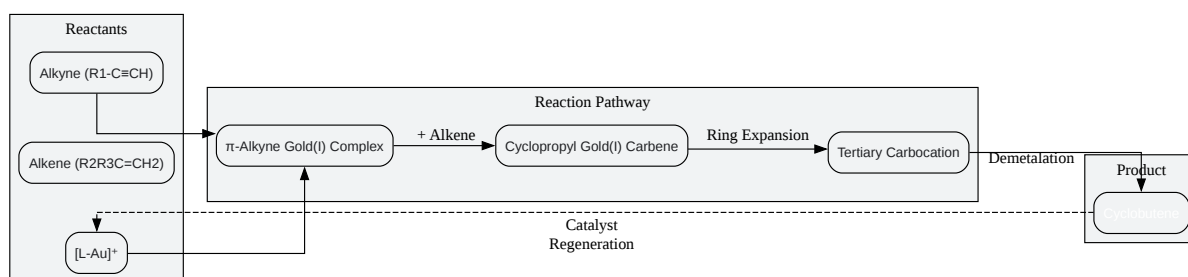 Reactants
Alkyne (R1-C≡CH)
Reaction Pathway
π-Alkyne Gold(I) Complex
+ Alkene
Cyclopropyl Gold(I) Carbene
Ring Expansion
Tertiary Carbocation
Demetalation
Alkene (R2R3C=CH2)
Product
Cyclobutene
Catalyst
Regeneration
[L-Au]⁺